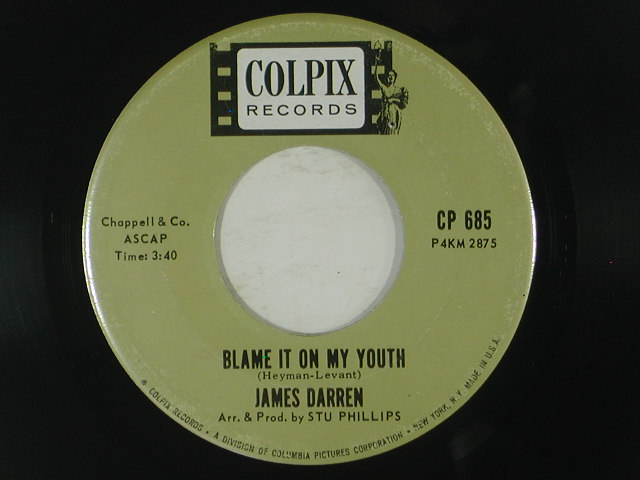 COLPIX
RECORDS
Chappell & Co.
ASCAP
Time: 3:40
CP 685
P4KM 2875
BLAME IT ON MY YOUTH
(Heyman-Levant)
JAMES DARREN
Arr. & Prod. by STU PHILLIPS
® COLPIX RECORDS • A DIVISION OF COLUMBIA PICTURES CORPORATION • NEW YORK, N.Y. MADE IN U.S.A.